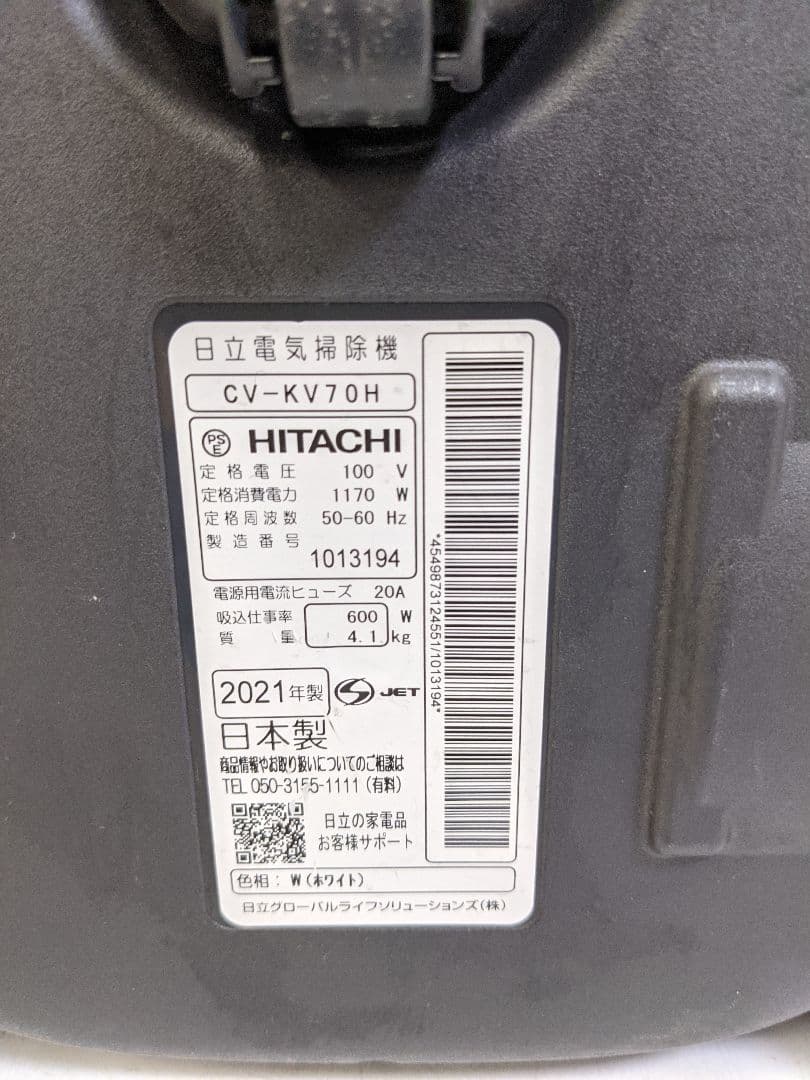 日立電気掃除機
CV-KV70H
PSE HITACHI
定格電圧 100 V
定格消費電力 1170 W
定格周波数 50-60 Hz
製造番号
1013194
電源用電流ヒューズ 20A
吸込仕事率 600 W
質量 4.1 kg
2021年製 S JET
日本製
商品情報やお取り扱いについてのご相談は
TEL 050-3155-1111(有料)
日立の家電品
お客様サポート
色相: W(ホワイト)
日立グローバルライフソリューションズ(株)
*4549873124551/1013194*